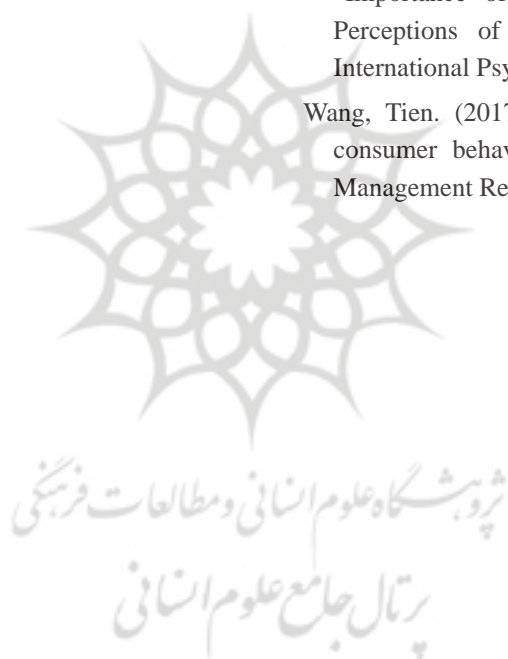 Importance of
Perceptions of
International Psy
Wang, Tien. (2017
consumer behav
Management Re
پژوهشگاه علوم انسانی و مطالعات فرهنگی
پرتال جامع علوم انسانی